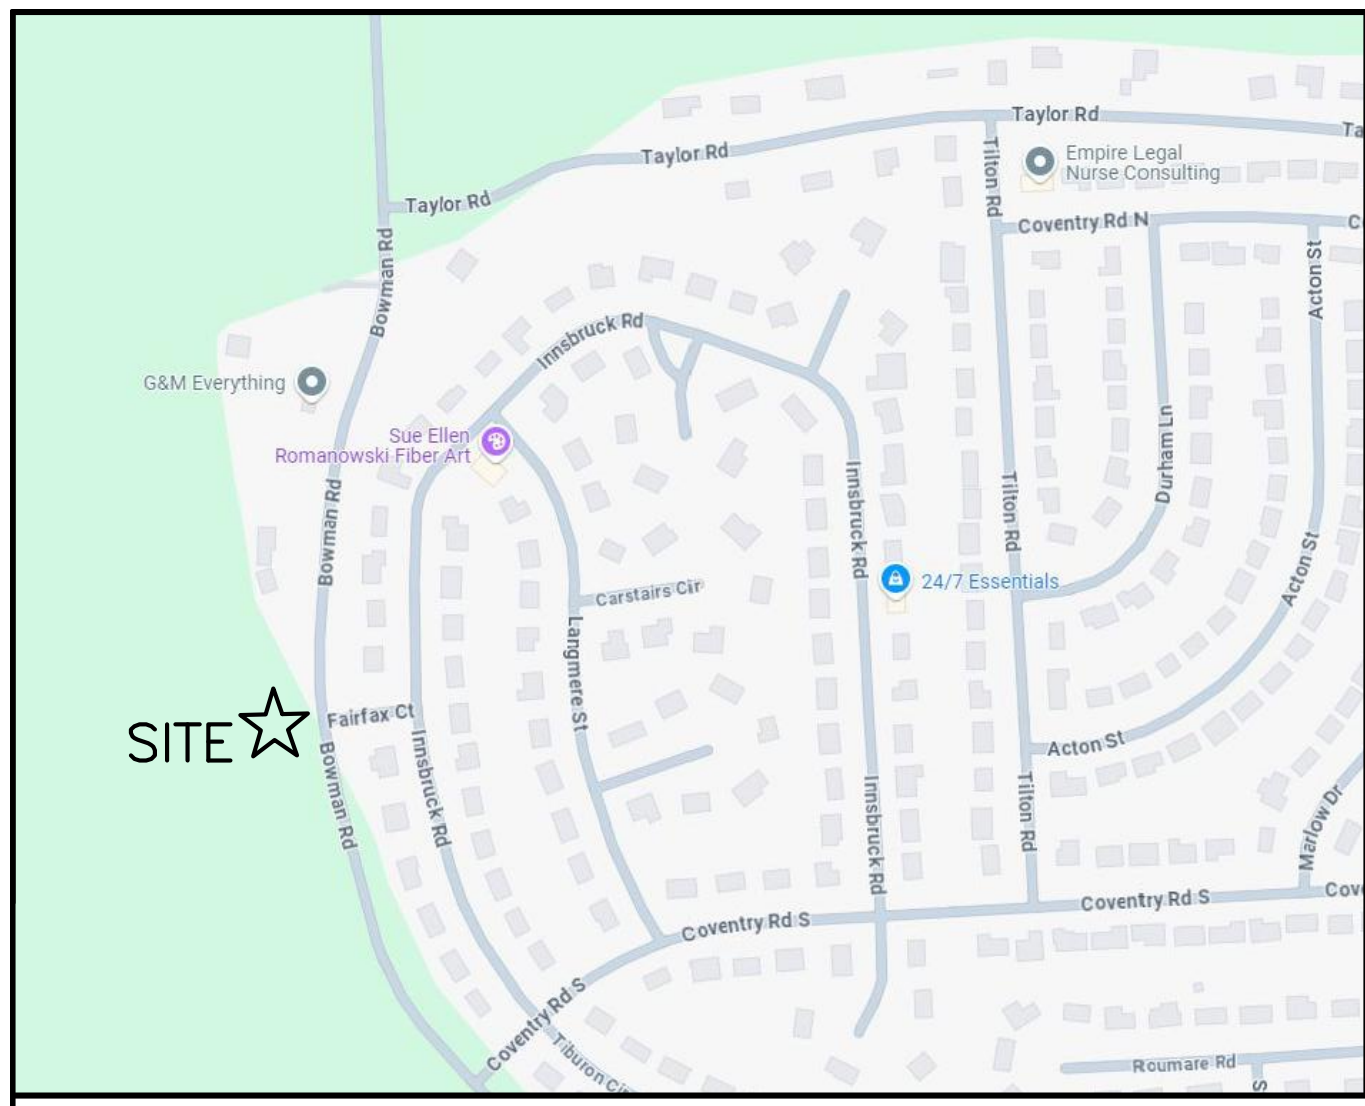 Taylor Rd
Ta
Taylor Rd
Empire Legal
Nurse Consulting
Tilton Rd
Taylor Rd
Coventry Rd N
C
Bowman Rd
Acton St
Innsbruck Rd
G&M Everything
Sue Ellen
Romanowski Fiber Art
Durham Ln
Bowman Rd
Innsbruck Rd
Tilton Rd
Acton St
24/7 Essentials
Carstairs Cir
Langmere St
SITE
Fairfax Ct
Bowman Rd
Innsbruck Rd
Acton St
Tilton Rd
Innsbruck Rd
Marlow Dr
Coventry Rd S
Cov
Coventry Rd S
Coventry Rd S
Tiburon Cir
Roumare Rd
S